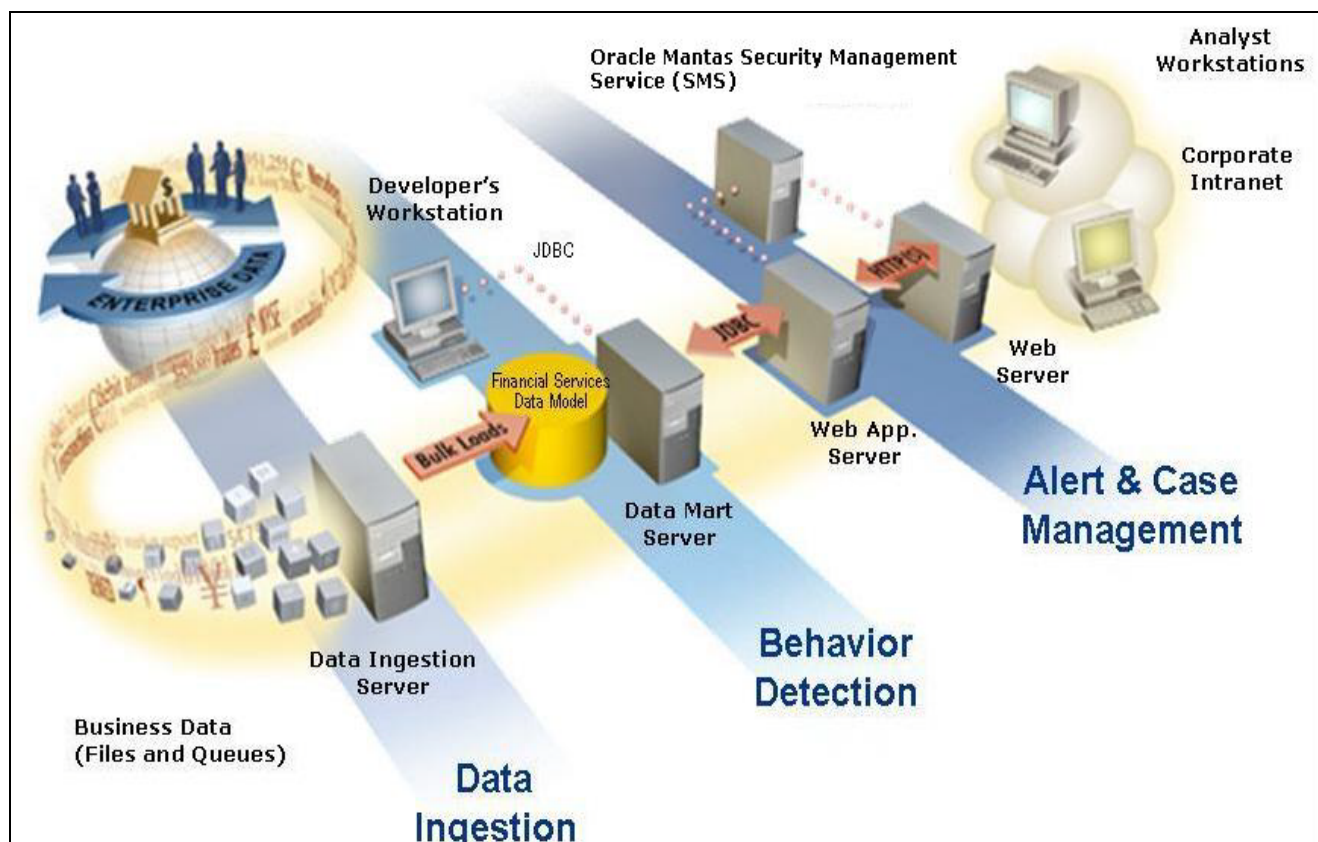 Oracle Mantas Security Management
Service (SMS)
Analyst
Workstations
Corporate
Intranet
Developer's
Workstation
JDBC
ENTERPRISE DATA
HTTP(S)
JDBC
Web
Server
Financial Services
Data Model
Bulk Loads
Web App.
Server
Alert & Case
Management
Data Mart
Server
Behavior
Detection
Data Ingestion
Server
Business Data
(Files and Queues)
Data
Ingestion